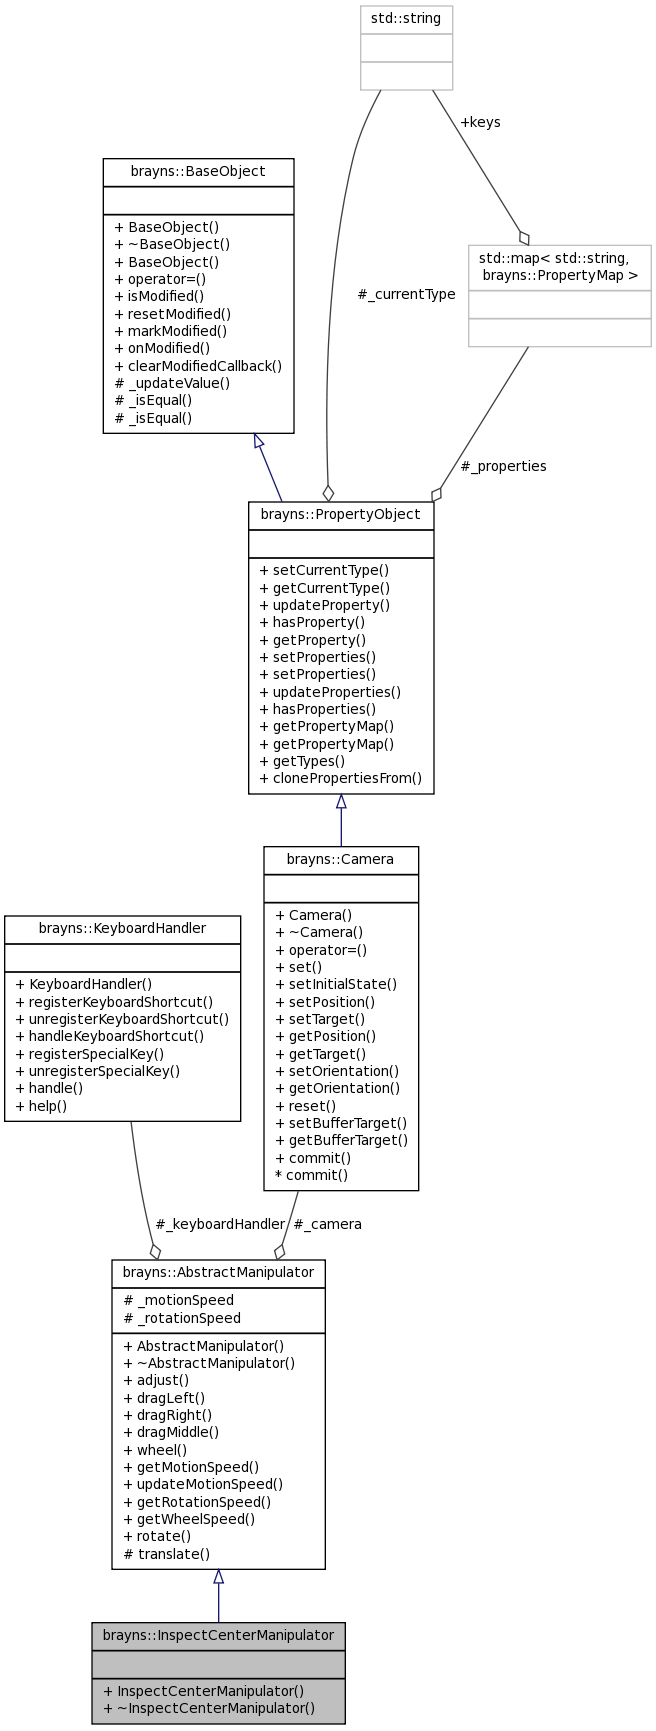 std::string
+keys
brayns::BaseObject
+ BaseObject()
+ ~BaseObject()
+ BaseObject()
+ operator=()
+ isModified()
+ resetModified()
+ markModified()
+ onModified()
+ clearModifiedCallback()
# _updateValue()
# _isEqual()
# _isEqual()
std::map< std::string,
brayns::PropertyMap >
#_currentType
#_properties
brayns::PropertyObject
+ setCurrentType()
+ getCurrentType()
+ updateProperty()
+ hasProperty()
+ getProperty()
+ setProperties()
+ setProperties()
+ updateProperties()
+ hasProperties()
+ getPropertyMap()
+ getPropertyMap()
+ getTypes()
+ clonePropertiesFrom()
brayns::Camera
+ Camera()
+ ~Camera()
+ operator=()
+ set()
+ setInitialState()
+ setPosition()
+ setTarget()
+ getPosition()
+ getTarget()
+ setOrientation()
+ getOrientation()
+ reset()
+ setBufferTarget()
+ getBufferTarget()
+ commit()
* commit()
brayns::KeyboardHandler
+ KeyboardHandler()
+ registerKeyboardShortcut()
+ unregisterKeyboardShortcut()
+ handleKeyboardShortcut()
+ registerSpecialKey()
+ unregisterSpecialKey()
+ handle()
+ help()
#_keyboardHandler
#_camera
brayns::AbstractManipulator
# _motionSpeed
# _rotationSpeed
+ AbstractManipulator()
+ ~AbstractManipulator()
+ adjust()
+ dragLeft()
+ dragRight()
+ dragMiddle()
+ wheel()
+ getMotionSpeed()
+ updateMotionSpeed()
+ getRotationSpeed()
+ getWheelSpeed()
+ rotate()
# translate()
brayns::InspectCenterManipulator
+ InspectCenterManipulator()
+ ~InspectCenterManipulator()